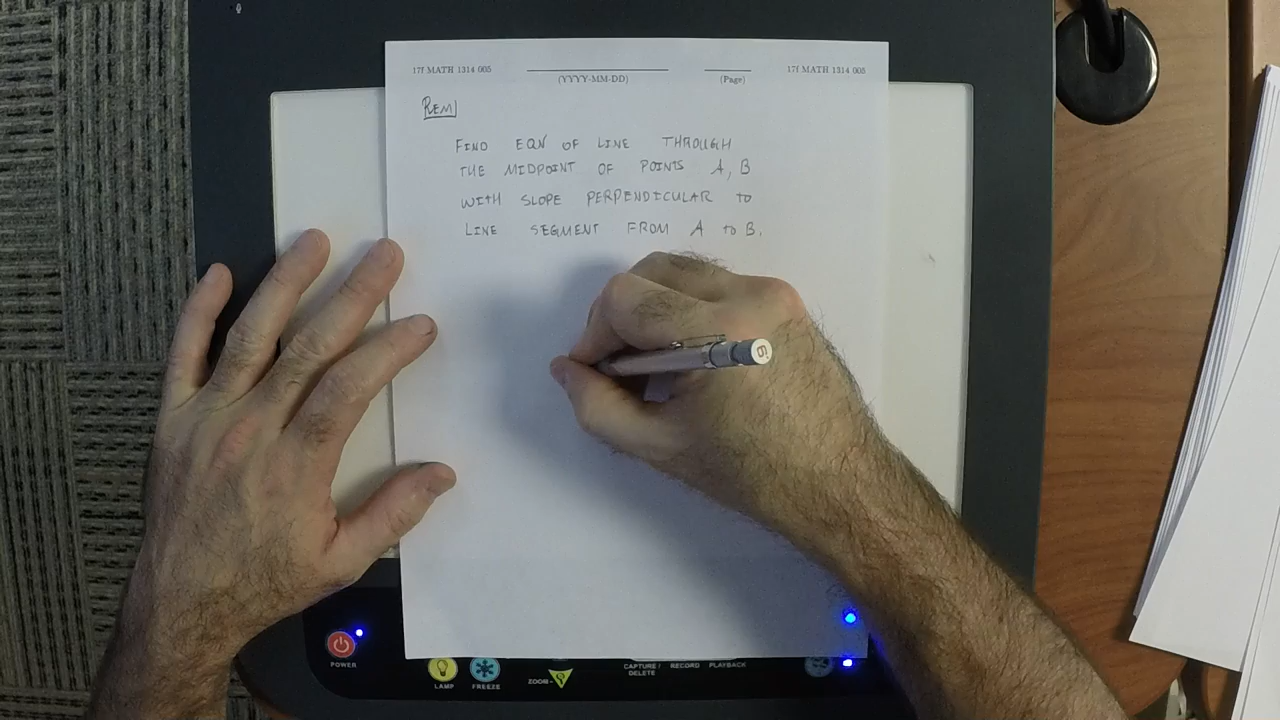 17f MATH 1314 005 (YYYY-MM-DD) (Page) 17f MATH 1314 005
REM
FIND EQN OF LINE THROUGH
THE MIDPOINT OF POINTS A, B
WITH SLOPE PERPENDICULAR TO
LINE SEGMENT FROM A TO B.
6
POWER
LAMP
FREEZE
ZOOM-
CAPTURE /
DELETE
RECORD
PLAYBACK